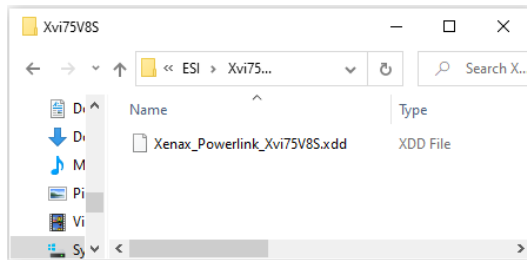 Xvi75V8S
« ESI > Xvi75... Search X...
Name Type
Xenax_Powerlink_Xvi75V8S.xdd XDD File